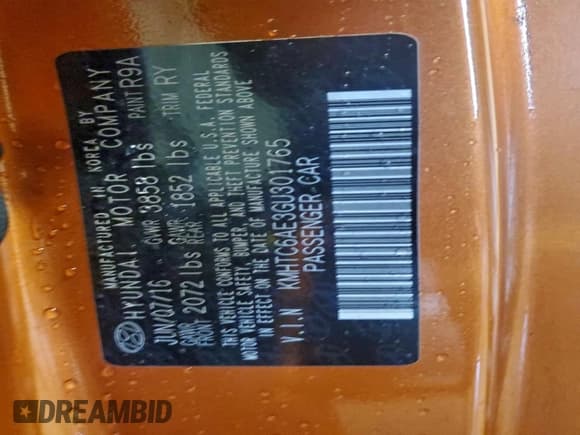 MANUFACTURED IN KOREA BY
HYUNDAI MOTOR COMPANY
JUN/07/16 GVWR 3858 lbs PAINT R9A
GAWR FRONT 2072 lbs GAWR REAR 1852 lbs TRIM RY
THIS VEHICLE CONFORMS TO ALL APPLICABLE U.S.A. FEDERAL
MOTOR VEHICLE SAFETY, BUMPER, AND THEFT PREVENTION STANDARDS
IN EFFECT ON THE DATE OF MANUFACTURE SHOWN ABOVE
V.I.N KMHTC6AE3GU301765
PASSENGER CAR
DREAMBID